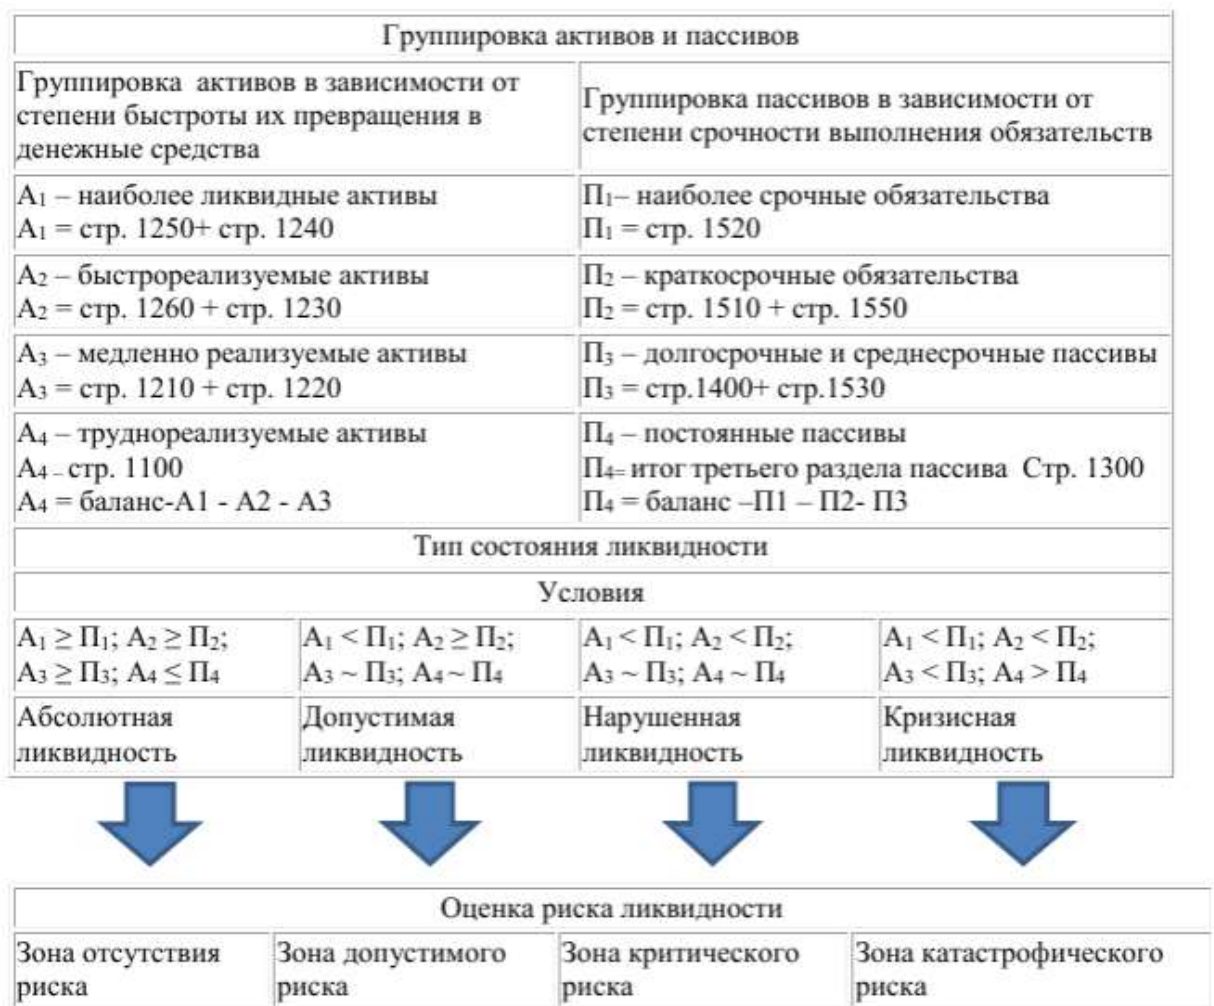 Группировка активов и пассивов
Группировка активов в зависимости от
степени быстроты их превращения в
денежные средства
Группировка пассивов в зависимости от
степени срочности выполнения обязательств
А1 – наиболее ликвидные активы
А1 = стр. 1250+ стр. 1240
П1– наиболее срочные обязательства
П1 = стр. 1520
А2 – быстрореализуемые активы
А2 = стр. 1260 + стр. 1230
П2 – краткосрочные обязательства
П2 = стр. 1510 + стр. 1550
А3 – медленно реализуемые активы
А3 = стр. 1210 + стр. 1220
П3 – долгосрочные и среднесрочные пассивы
П3 = стр.1400+ стр.1530
А4 – труднореализуемые активы
А4 – стр. 1100
А4 = баланс-А1 - А2 - А3
П4 – постоянные пассивы
П4= итог третьего раздела пассива Стр. 1300
П4 = баланс –П1 – П2- П3
Тип состояния ликвидности
Условия
А1 ≥ П1; А2 ≥ П2;
А3 ≥ П3; А4 ≤ П4
А1 < П1; А2 ≥ П2;
А3 ~ П3; А4 ~ П4
А1 < П1; А2 < П2;
А3 ~ П3; А4 ~ П4
А1 < П1; А2 < П2;
А3 < П3; А4 > П4
Абсолютная
ликвидность
Допустимая
ликвидность
Нарушенная
ликвидность
Кризисная
ликвидность
Оценка риска ликвидности
Зона отсутствия
риска
Зона допустимого
риска
Зона критического
риска
Зона катастрофического
риска